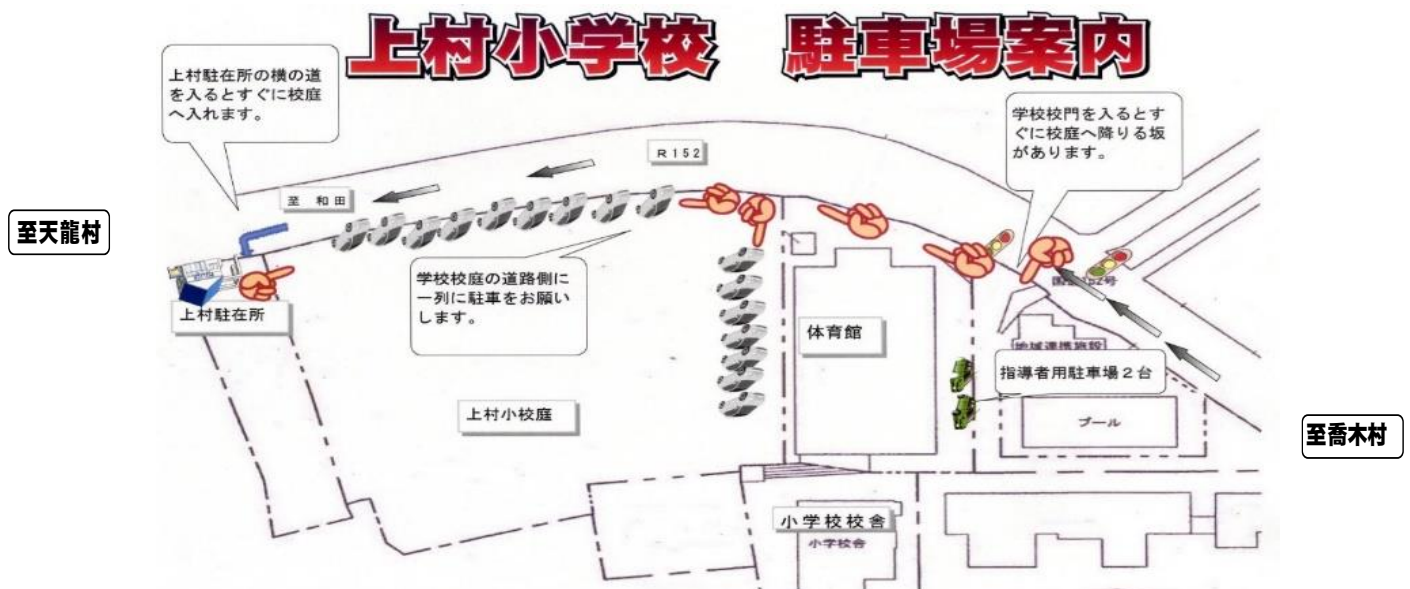 上村小学校 駐車場案内
上村駐在所の横の道
を入るとすぐに校庭
へ入れます。
学校校門を入るとす
ぐに校庭へ降りる坂
があります。
R152
至 和田
至天龍村
学校校庭の道路側に
一列に駐車をお願い
します。
上村駐在所
体育館
地域連携施設
指導者用駐車場2台
上村小校庭
プール
至喬木村
小学校校舎
小学校舎